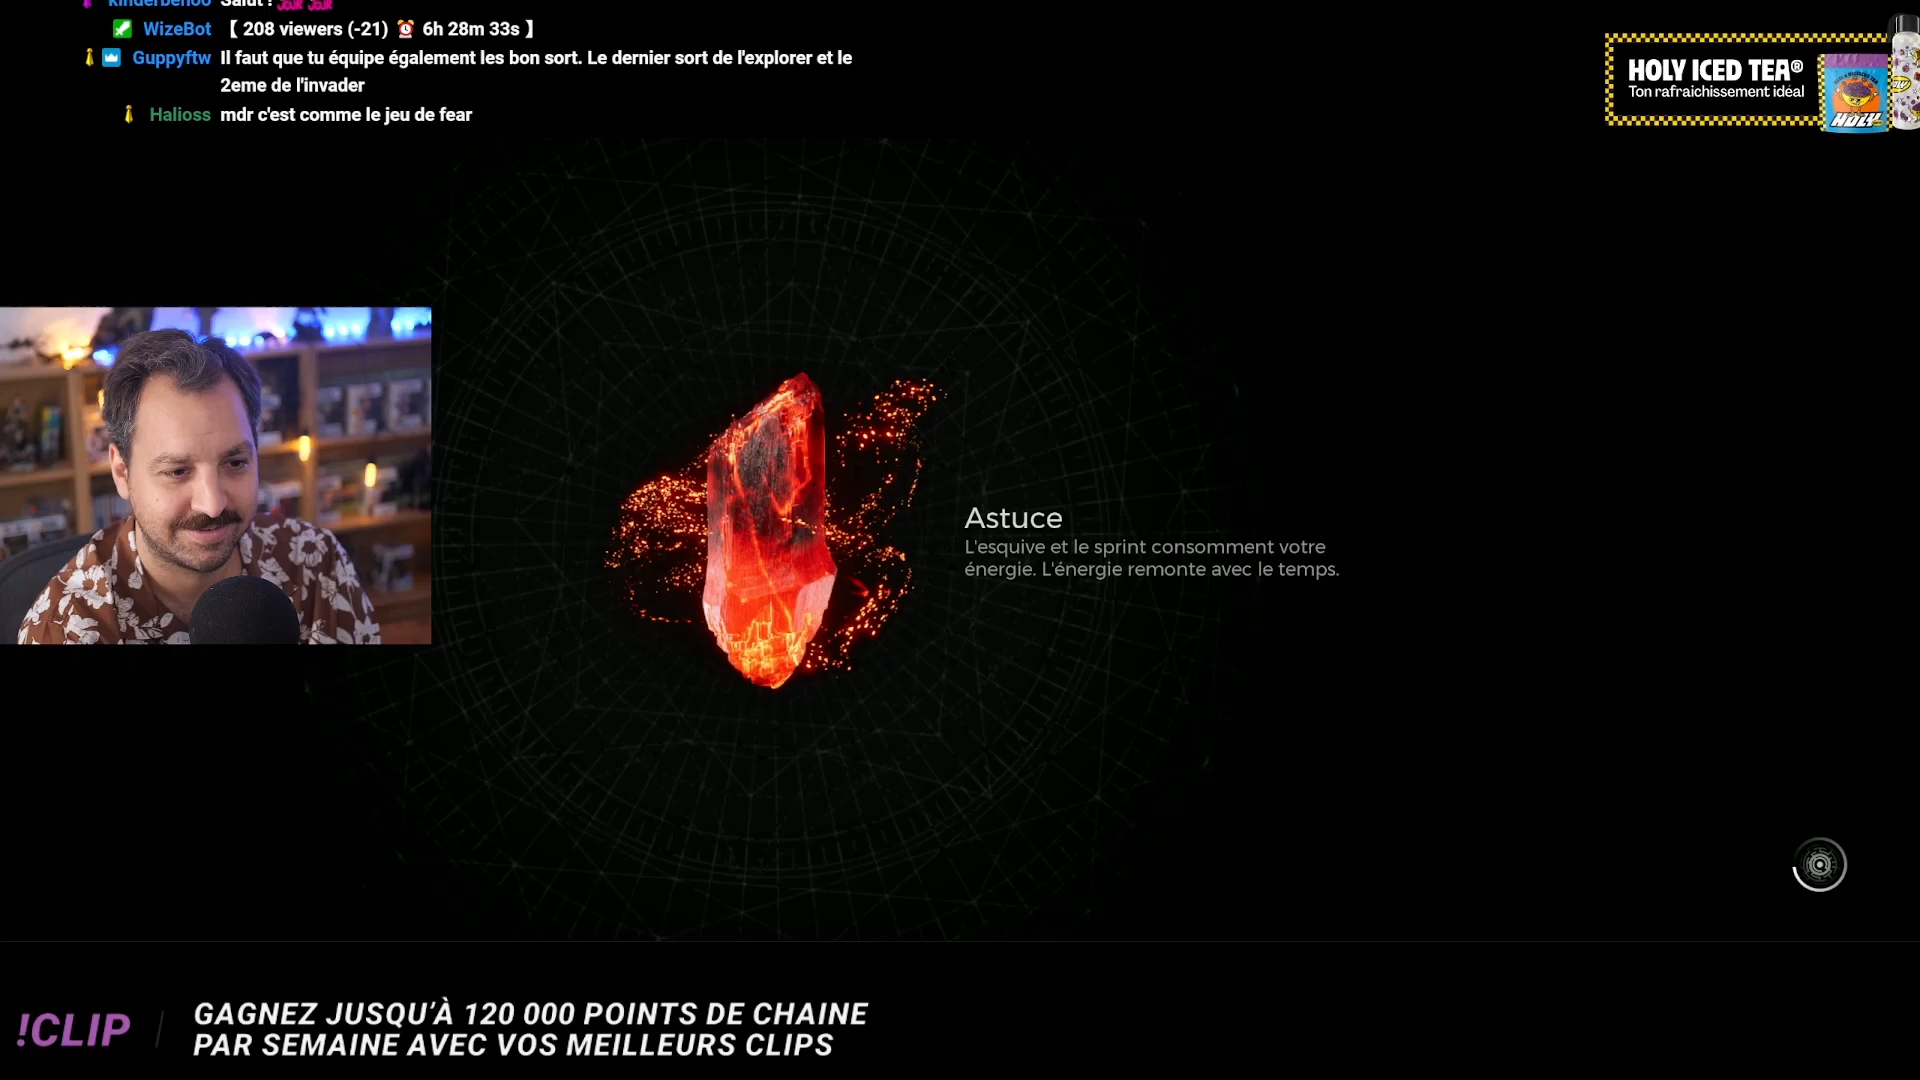 Kinderbenoo Salut !
WizeBot 【 208 viewers (-21) ⏰ 6h 28m 33s 】
Guppyftw Il faut que tu équipe également les bon sort. Le dernier sort de l'explorer et le
2eme de l'invader
Halioss mdr c'est comme le jeu de fear
HOLY ICED TEA®
Ton rafraichissement idéal
HOLY
Astuce
L'esquive et le sprint consomment votre
énergie. L'énergie remonte avec le temps.
!CLIP
GAGNEZ JUSQU'À 120 000 POINTS DE CHAINE
PAR SEMAINE AVEC VOS MEILLEURS CLIPS